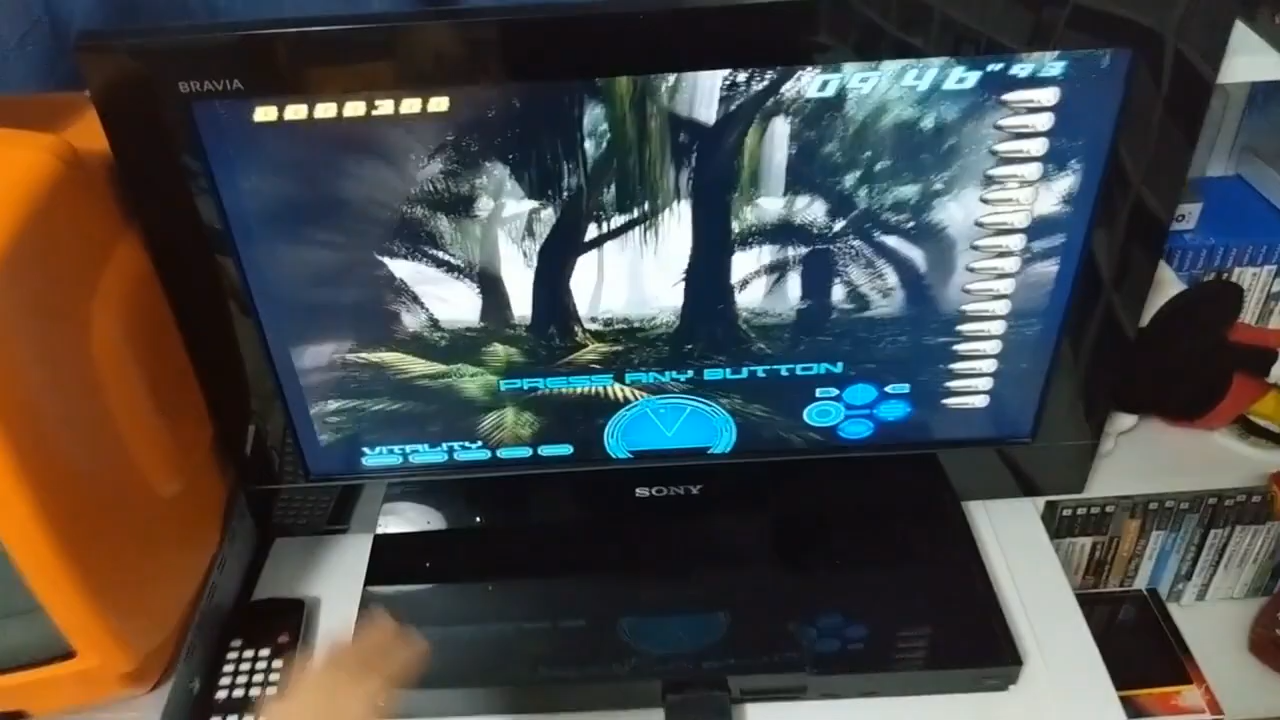 BRAVIA
0000300
09'46"93
PRESS ANY BUTTON
VITALITY
SONY